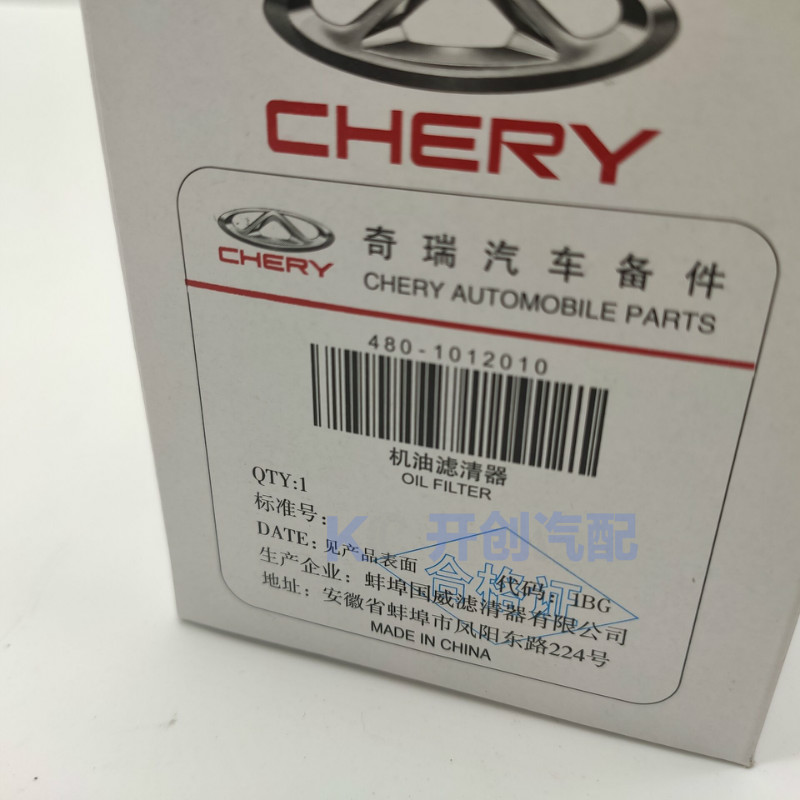 CHERY
CHERY
奇瑞汽车备件
CHERY AUTOMOBILE PARTS
480-1012010
机油滤清器
OIL FILTER
QTY:1
标准号：
KC 开创汽配
DATE：见产品表面
代码：1BG
合格证
生产企业：蚌埠国威滤清器有限公司
地址：安徽省蚌埠市凤阳东路224号
MADE IN CHINA